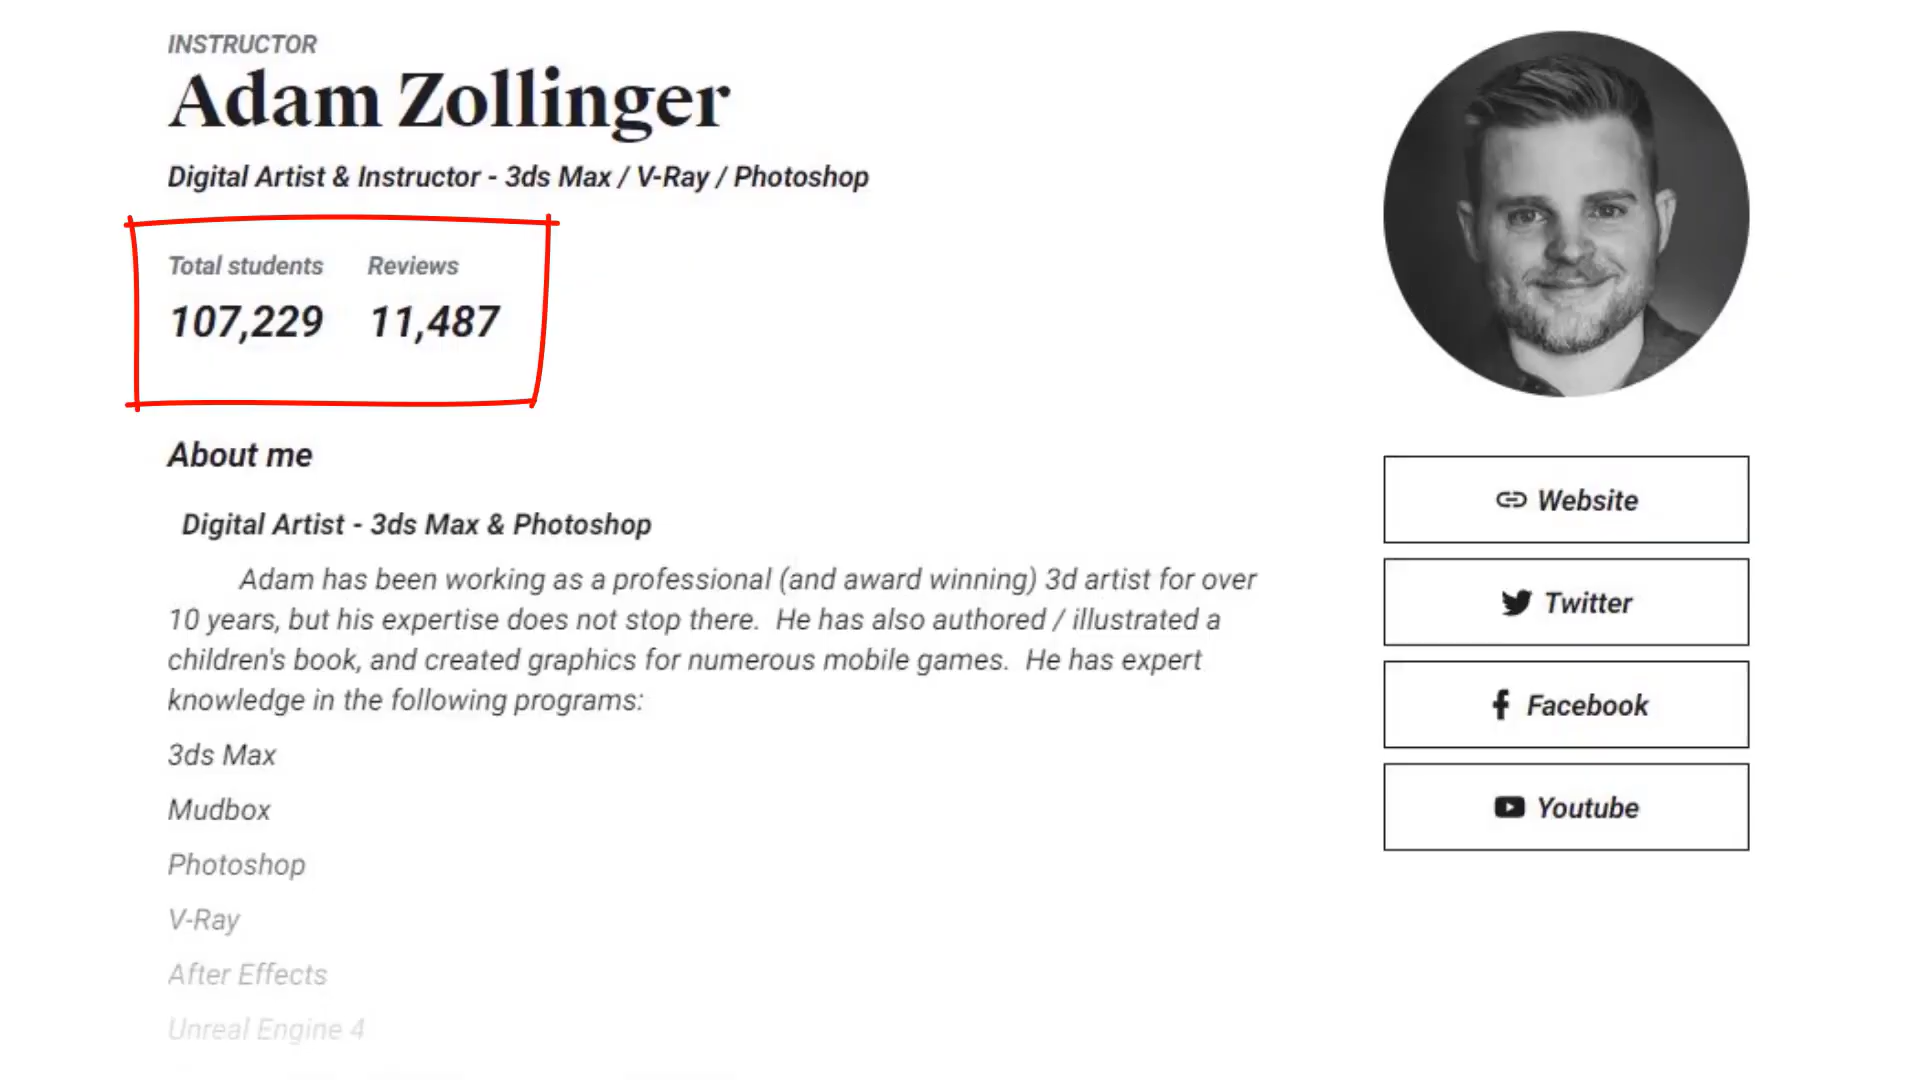 INSTRUCTOR
Adam Zollinger
Digital Artist & Instructor - 3ds Max / V-Ray / Photoshop
Total students Reviews
107,229 11,487
About me
Digital Artist - 3ds Max & Photoshop
Adam has been working as a professional (and award winning) 3d artist for over
10 years, but his expertise does not stop there. He has also authored / illustrated a
children's book, and created graphics for numerous mobile games. He has expert
knowledge in the following programs:
3ds Max
Mudbox
Photoshop
V-Ray
After Effects
Unreal Engine 4
Website
Twitter
Facebook
Youtube